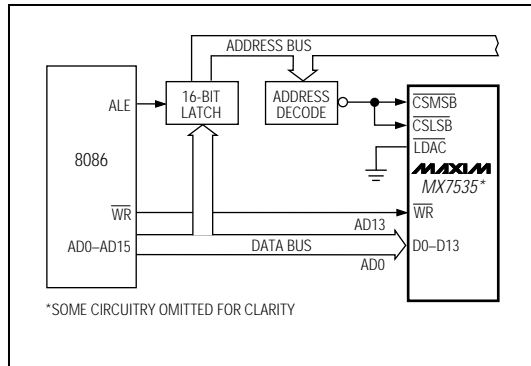 ADDRESS BUS
ALE
16-BIT
LATCH
ADDRESS
DECODE
CSMSB
CSLSB
LDAC
MAXIM
MX7535*
8086
WR
WR
AD13
AD0–AD15
DATA BUS
D0–D13
AD0
*SOME CIRCUITRY OMITTED FOR CLARITY